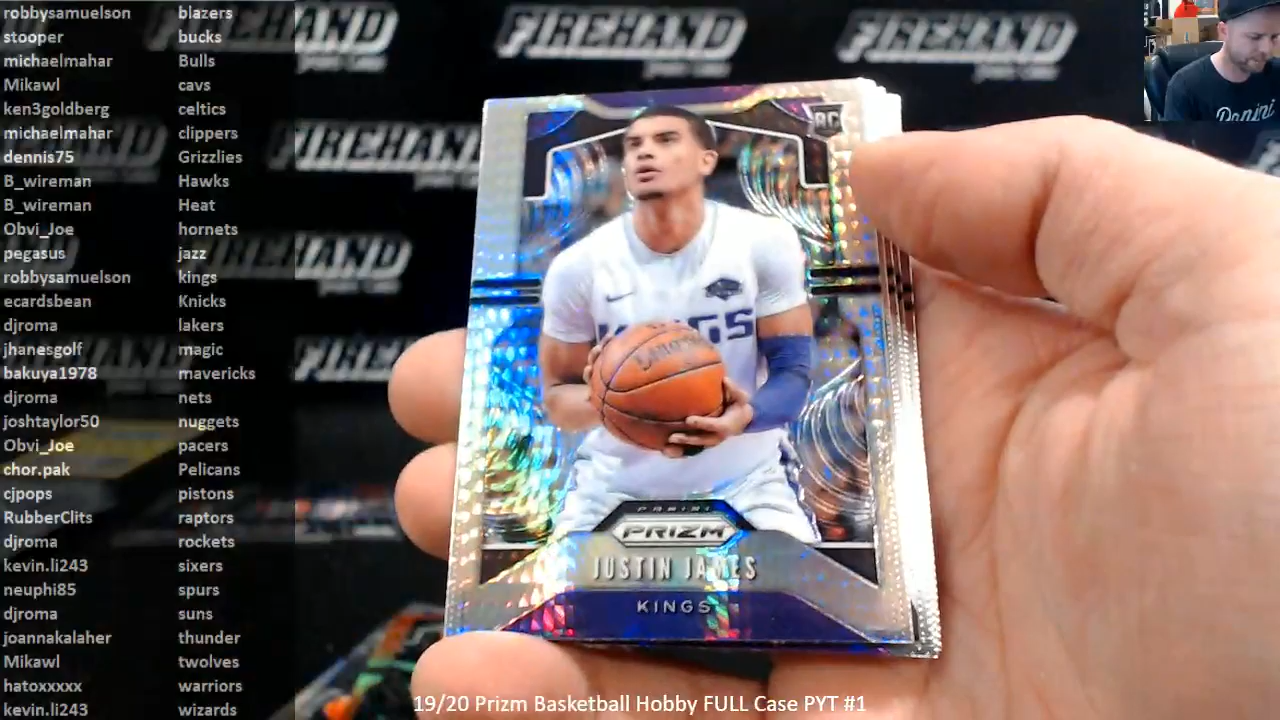 robbysamuelson blazers
stooper bucks
michaelmahar Bulls
Mikawl cavs
ken3goldberg celtics
michaelmahar clippers
dennis75 Grizzlies
B_wireman Hawks
B_wireman Heat
Obvi_Joe hornets
pegasus jazz
robbysamuelson kings
ecardsbean Knicks
djroma lakers
jhanesgolf magic
bakuya1978 mavericks
djroma nets
joshtaylor50 nuggets
Obvi_Joe pacers
chor.pak Pelicans
cjpops pistons
RubberClits raptors
djroma rockets
kevin.li243 sixers
neuphi85 spurs
djroma suns
joannakalaher thunder
Mikawl twolves
hatoxxxxx warriors
kevin.li243 wizards
FIREHAND FIREHAND FIREHAND
FIREHAND
FIREHAND
RC
KINGS
PANINI
PRIZM
JUSTIN JAMES
KINGS
19/20 Prizm Basketball Hobby FULL Case PYT #1